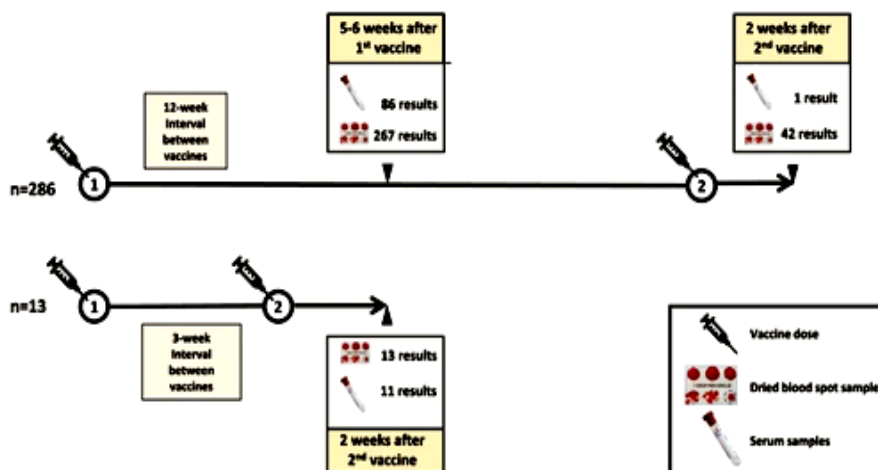 5-6 weeks after
1st vaccine
86 results
267 results
2 weeks after
2nd vaccine
1 result
42 results
12-week
interval
between
vaccines
n=286
1
2
n=13
1
2
3-week
interval
between
vaccines
13 results
11 results
2 weeks after
2nd vaccine
Vaccine dose
Dried blood spot sample
Serum samples